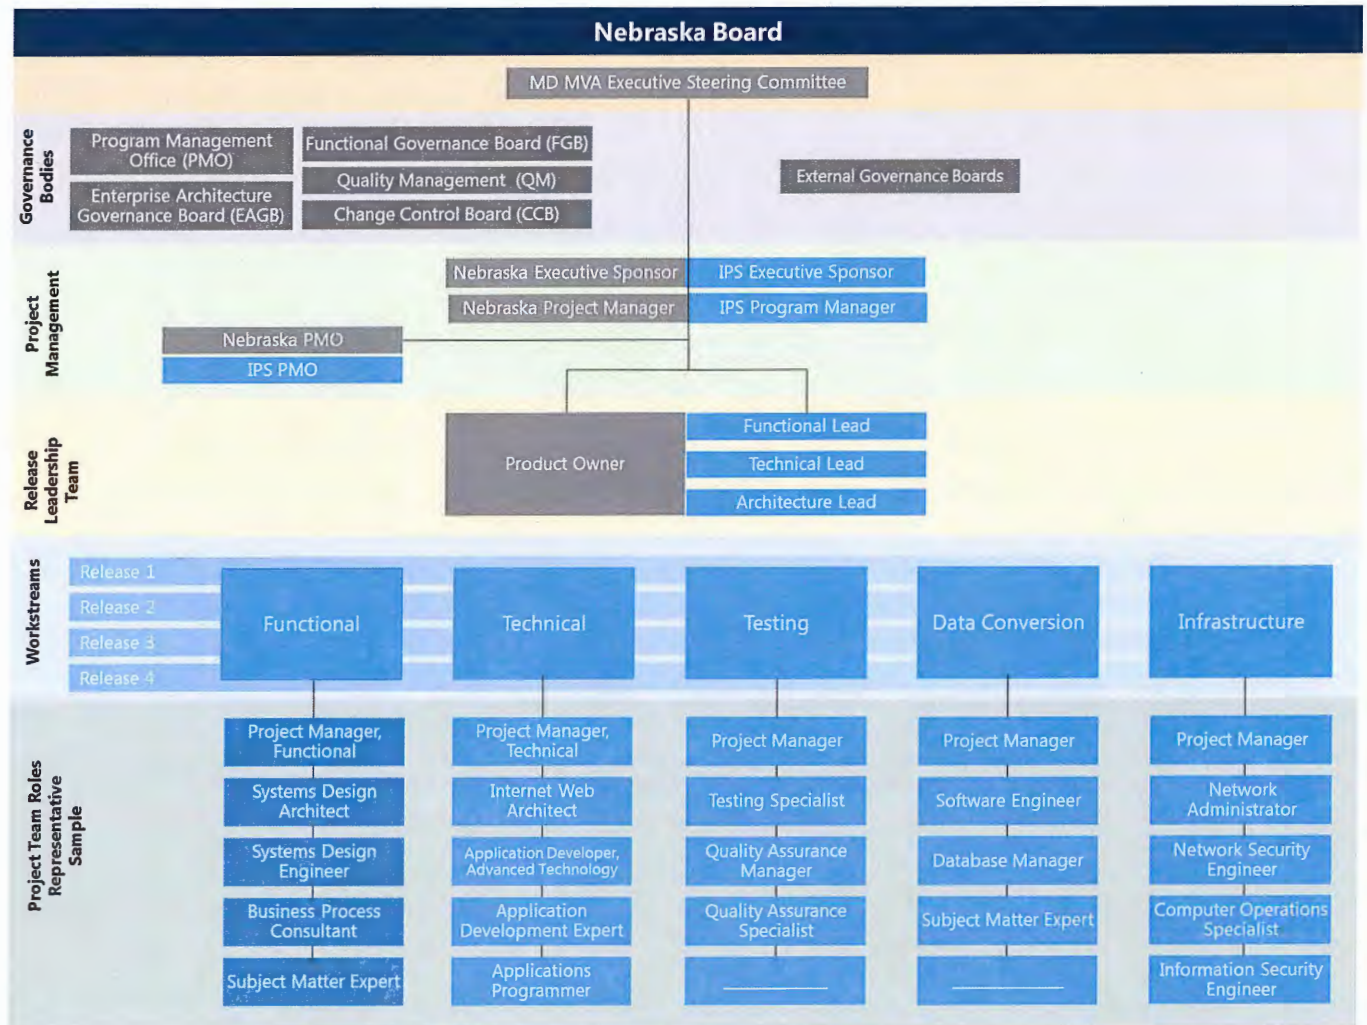 Nebraska Board
MD MVA Executive Steering Committee
Governance
Bodies
Program Management
Office (PMO)
Enterprise Architecture
Governance Board (EAGB)
Functional Governance Board (FGB)
Quality Management (QM)
Change Control Board (CCB)
External Governance Boards
Project
Management
Nebraska Executive Sponsor
IPS Executive Sponsor
Nebraska Project Manager
IPS Program Manager
Nebraska PMO
IPS PMO
Release
Leadership
Team
Product Owner
Functional Lead
Technical Lead
Architecture Lead
Workstreams
Release 1
Release 2
Release 3
Release 4
Functional
Technical
Testing
Data Conversion
Infrastructure
Project Team Roles
Representative
Sample
Project Manager,
Functional
Systems Design
Architect
Systems Design
Engineer
Business Process
Consultant
Subject Matter Expert
Project Manager,
Technical
Internet Web
Architect
Application Developer,
Advanced Technology
Application
Development Expert
Applications
Programmer
Project Manager
Testing Specialist
Quality Assurance
Manager
Quality Assurance
Specialist
Project Manager
Software Engineer
Database Manager
Subject Matter Expert
Project Manager
Network
Administrator
Network Security
Engineer
Computer Operations
Specialist
Information Security
Engineer